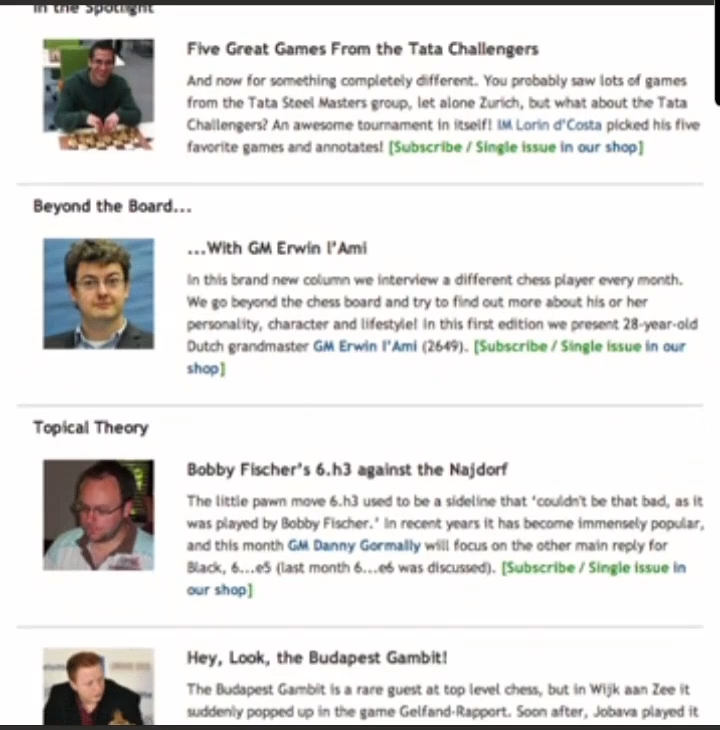 In the Spotlight
Five Great Games From the Tata Challengers
And now for something completely different. You probably saw lots of games
from the Tata Steel Masters group, let alone Zurich, but what about the Tata
Challengers? An awesome tournament in itself! IM Lorin d'Costa picked his five
favorite games and annotates! [Subscribe / Single issue in our shop]
Beyond the Board...
...With GM Erwin l'Ami
In this brand new column we interview a different chess player every month.
We go beyond the chess board and try to find out more about his or her
personality, character and lifestyle! In this first edition we present 28-year-old
Dutch grandmaster GM Erwin l'Ami (2649). [Subscribe / Single issue in our
shop]
Topical Theory
Bobby Fischer's 6.h3 against the Najdorf
The little pawn move 6.h3 used to be a sideline that 'couldn't be that bad, as it
was played by Bobby Fischer.' In recent years it has become immensely popular,
and this month GM Danny Gormally will focus on the other main reply for
Black, 6...e5 (last month 6...e6 was discussed). [Subscribe / Single issue in
our shop]
Hey, Look, the Budapest Gambit!
The Budapest Gambit is a rare guest at top level chess, but in Wijk aan Zee it
suddenly popped up in the game Gelfand-Rapport. Soon after, Jobava played it